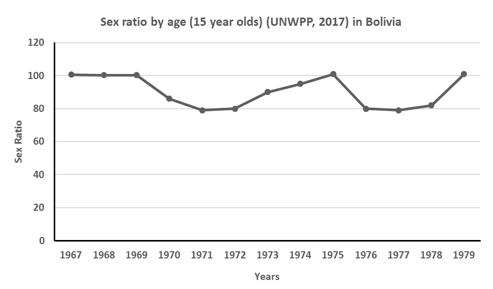 Sex ratio by age (15 year olds) (UNWPP, 2017) in Bolivia
120
100
80
60
40
20
0
Sex Ratio
1967 1968 1969 1970 1971 1972 1973 1974 1975 1976 1977 1978 1979
Years